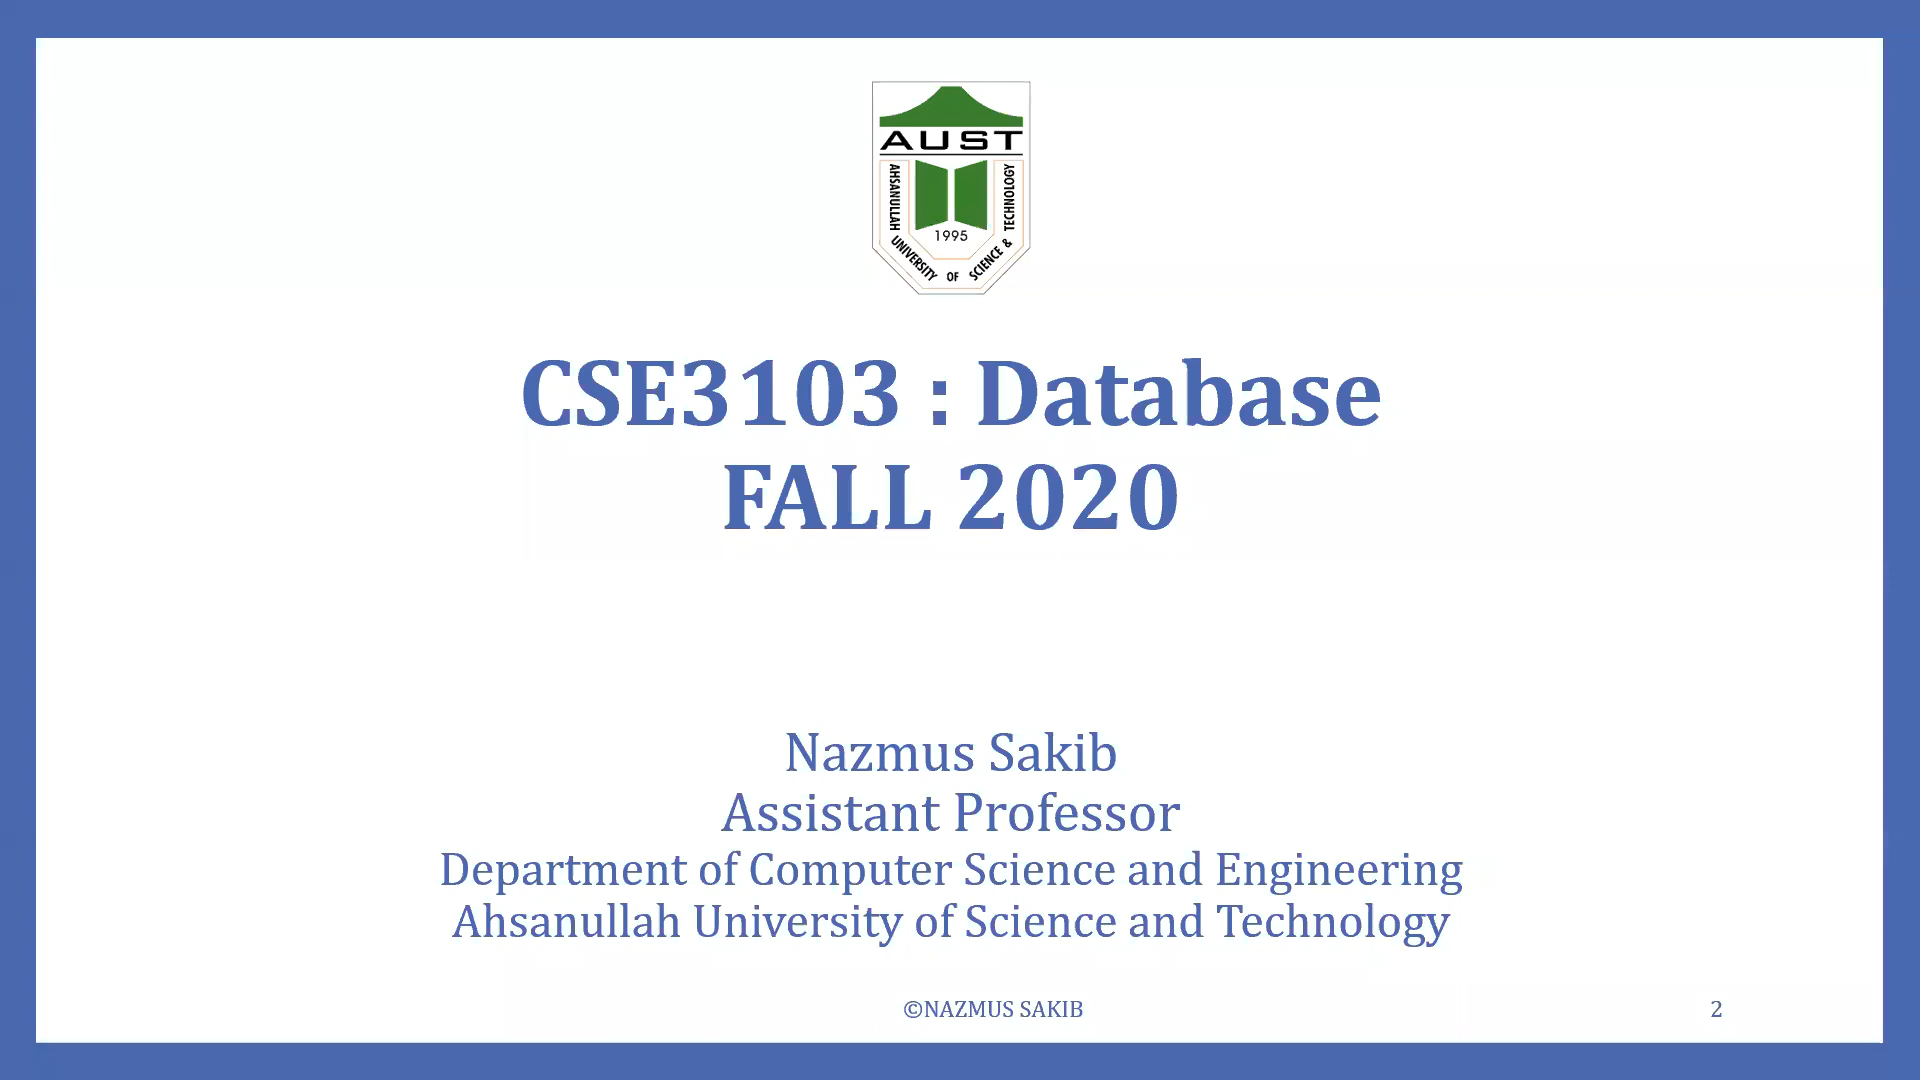 AUST
AHSANULLAH UNIVERSITY OF SCIENCE & TECHNOLOGY
1995
CSE3103 : Database
FALL 2020
Nazmus Sakib
Assistant Professor
Department of Computer Science and Engineering
Ahsanullah University of Science and Technology
©NAZMUS SAKIB
2